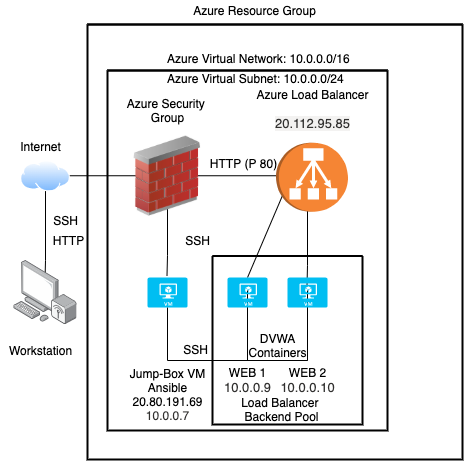 Azure Resource Group
Azure Virtual Network: 10.0.0.0/16
Azure Virtual Subnet: 10.0.0.0/24
Azure Security
Group
Azure Load Balancer
20.112.95.85
Internet
HTTP (P 80)
SSH
HTTP
SSH
Workstation
VM
VM
VM
SSH
DVWA
Containers
Jump-Box VM
Ansible
20.80.191.69
10.0.0.7
WEB 1
10.0.0.9
WEB 2
10.0.0.10
Load Balancer
Backend Pool